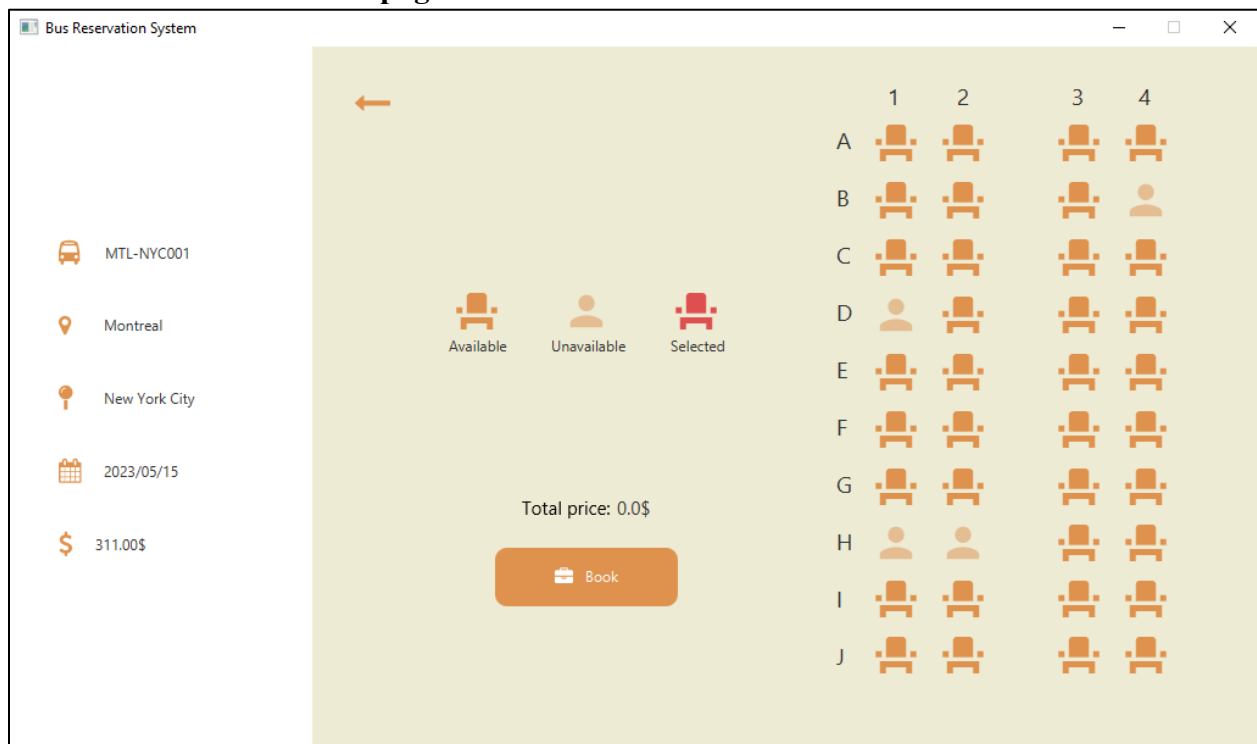 Bus Reservation System
MTL-NYC001
Montreal
New York City
2023/05/15
$ 311.00$
Available Unavailable Selected
Total price: 0.0$
Book
1 2 3 4
A
B
C
D
E
F
G
H
I
J